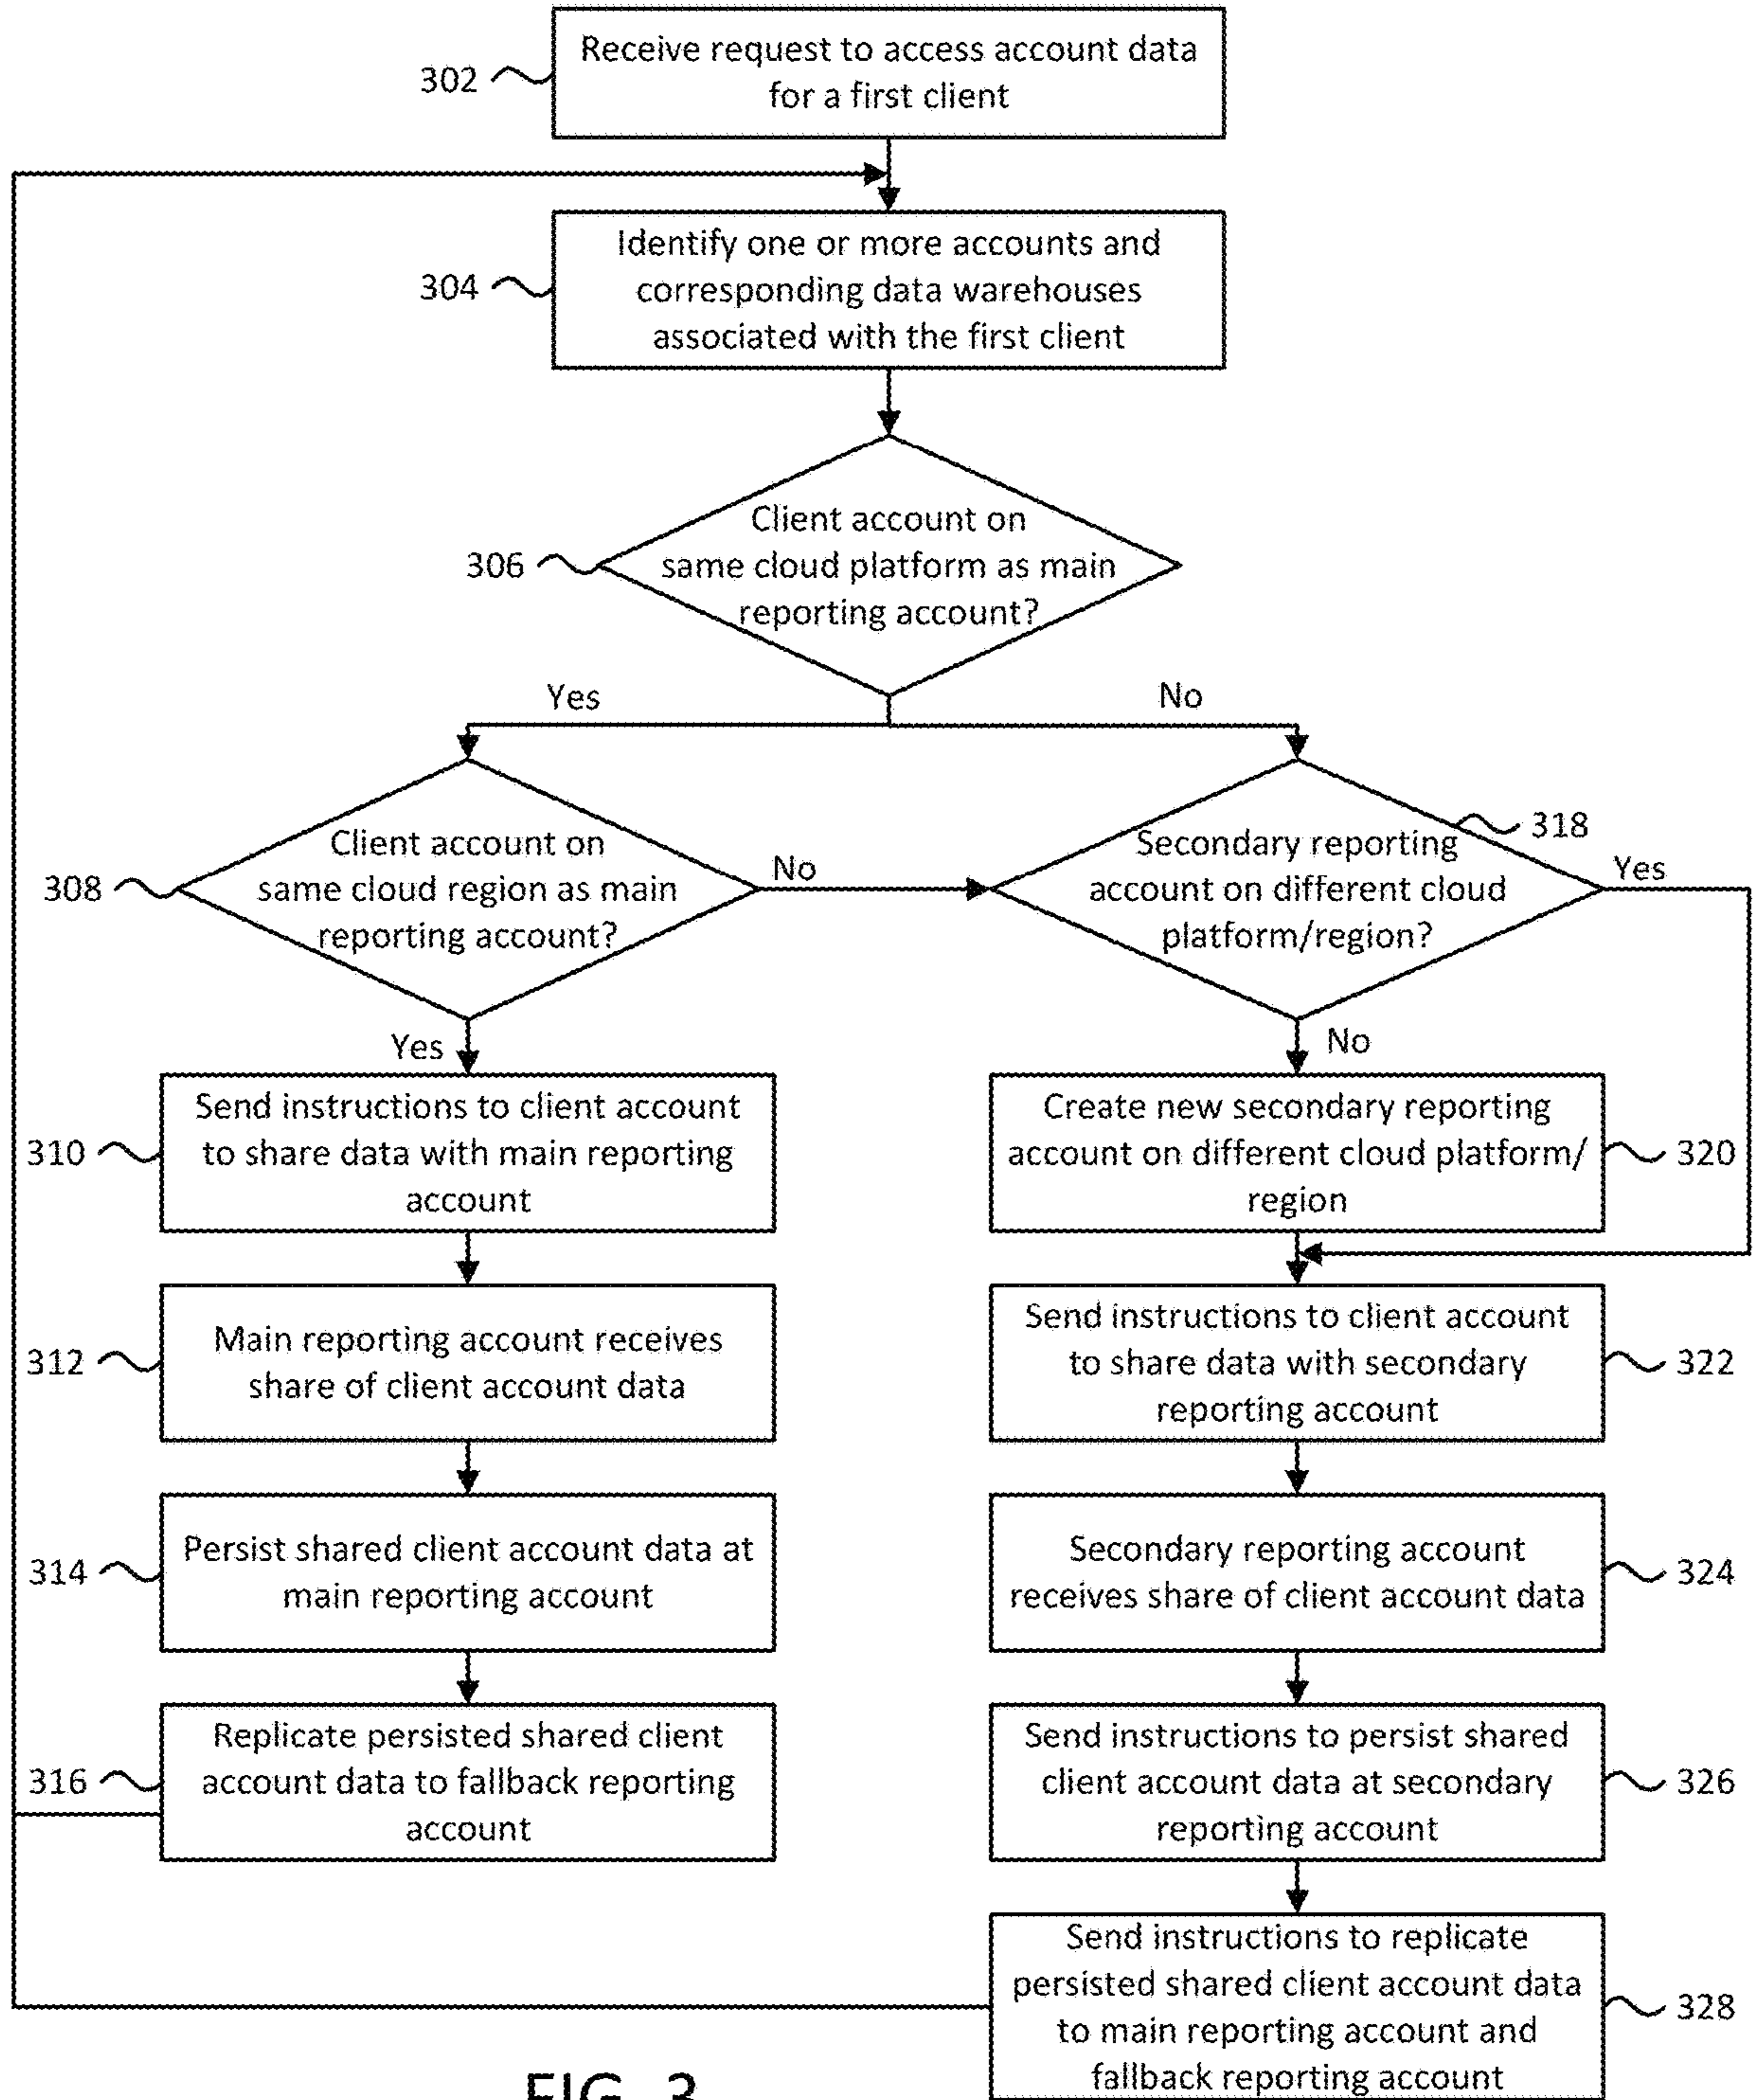 302
Receive request to access account data
for a first client
304
Identify one or more accounts and
corresponding data warehouses
associated with the first client
306
Client account on
same cloud platform as main
reporting account?
Yes
No
308
Client account on
same cloud region as main
reporting account?
No
318
Secondary reporting
account on different cloud
platform/region?
Yes
Yes
No
310
Send instructions to client account
to share data with main reporting
account
Create new secondary reporting
account on different cloud platform/
region
320
312
Main reporting account receives
share of client account data
Send instructions to client account
to share data with secondary
reporting account
322
314
Persist shared client account data at
main reporting account
Secondary reporting account
receives share of client account data
324
316
Replicate persisted shared client
account data to fallback reporting
account
Send instructions to persist shared
client account data at secondary
reporting account
326
Send instructions to replicate
persisted shared client account data
to main reporting account and
fallback reporting account
328
FIG. 3